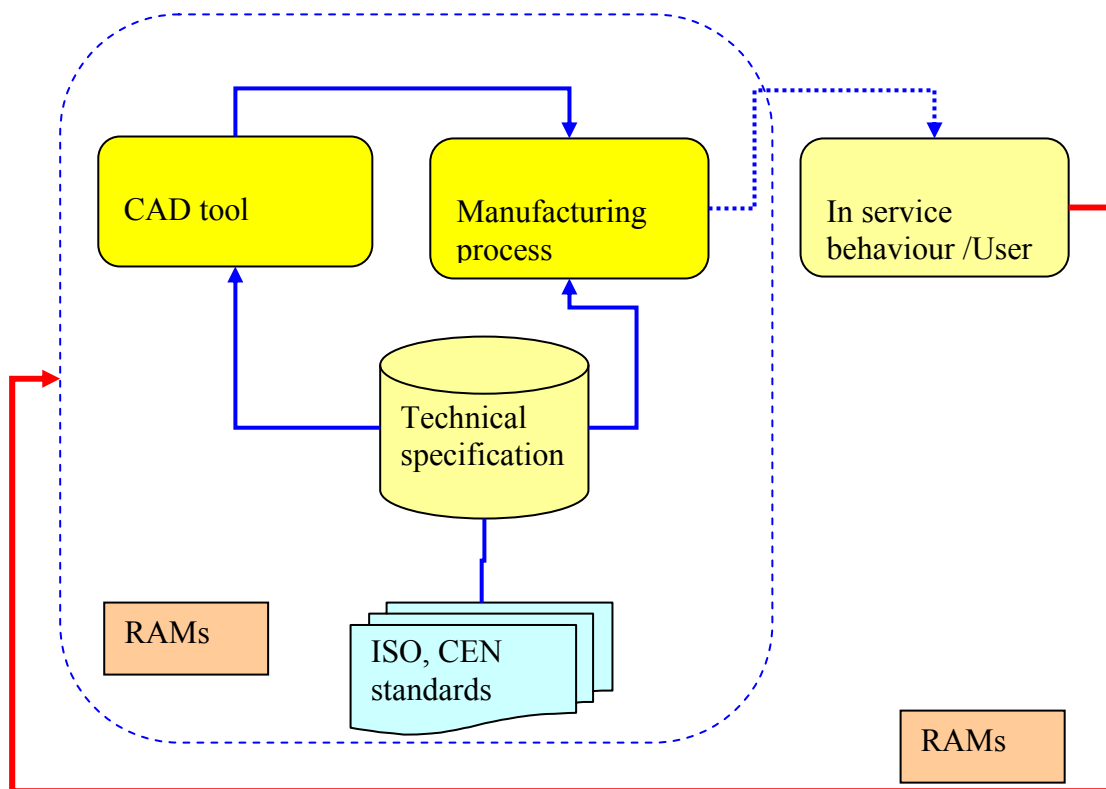 CAD tool
Manufacturing
process
In service
behaviour /User
Technical
specification
RAMs
ISO, CEN
standards
RAMs